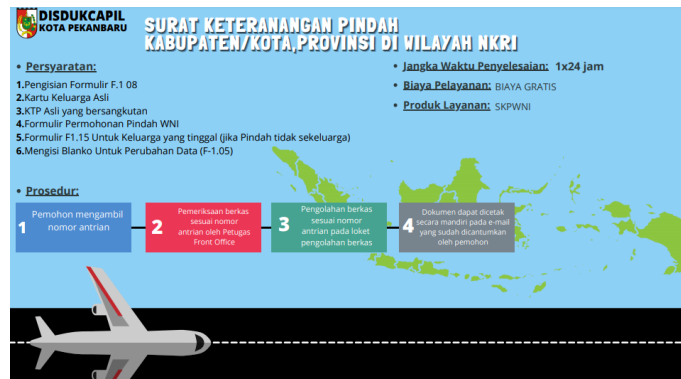 DISDUKCAPIL
KOTA PEKANBARU
SURAT KETERANANGAN PINDAH
KABUPATEN/KOTA,PROVINSI DI WILAYAH NKRI
• Persyaratan:
1.Pengisian Formulir F.1 08
2.Kartu Keluarga Asli
3.KTP Asli yang bersangkutan
4.Formulir Permohonan Pindah WNI
5.Formulir F1.15 Untuk Keluarga yang tinggal (jika Pindah tidak sekeluarga)
6.Mengisi Blanko Untuk Perubahan Data (F-1.05)
• Jangka Waktu Penyelesaian: 1x24 jam
• Biaya Pelayanan: BIAYA GRATIS
• Produk Layanan: SKPWNI
• Prosedur:
1
Pemohon mengambil
nomor antrian
2
Pemeriksaan berkas
sesuai nomor
antrian oleh Petugas
Front Office
3
Pengolahan berkas
sesuai nomor
antrian pada loket
pengolahan berkas
4
Dokumen dapat dicetak
secara mandiri pada e-mail
yang sudah dicantumkan
oleh pemohon